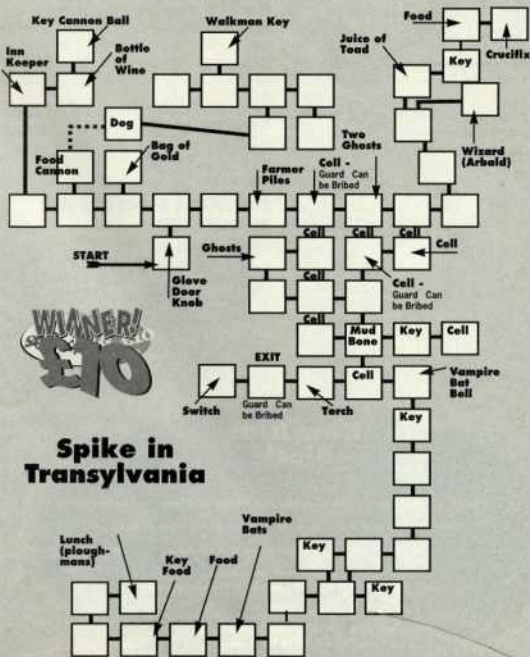 Key Cannon Ball
Walkman Key
Food
Inn
Keeper
Bottle
of
Wine
Juice of
Toad
Key
Crucifix
Dog
Bag of
Gold
Two
Ghosts
Wizard
(Arbald)
Food
Cannon
Farmer
Piles
Cell -
Guard Can
be Bribed
Cell
Cell
Cell
Ghosts
Cell
START
Glove
Door
Knob
Cell
Cell -
Guard Can
be Bribed
Cell
Mud
Bone
Key
Cell
WINNER!
£70
EXIT
Cell
Vampire
Bat
Bell
Switch
Guard Can
be Bribed
Torch
Key
Spike in
Transylvania
Lunch
(plough-
mans)
Key
Food
Food
Vampire
Bats
Key
Key